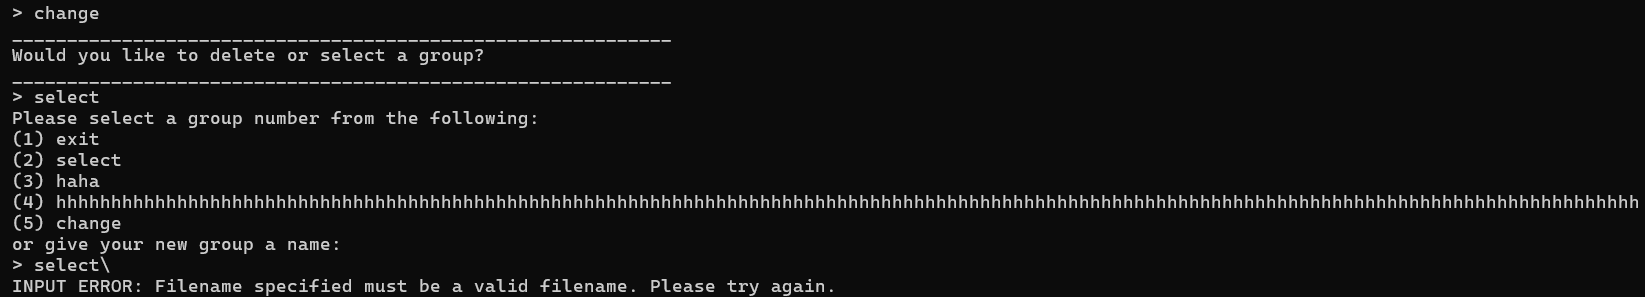 > change
____________________________________________________________
Would you like to delete or select a group?
____________________________________________________________
> select
Please select a group number from the following:
(1) exit
(2) select
(3) haha
(4) hhhhhhhhhhhhhhhhhhhhhhhhhhhhhhhhhhhhhhhhhhhhhhhhhhhhhhhhhhhhhhhhhhhhhhhhhhhhhhhhhhhhhhhhhhhhhhhhhhhhhhhhhhhhhhhhhhhhhhhhhhhhhhhhhhhhhhhhhhhhhhhh
(5) change
or give your new group a name:
> select\
INPUT ERROR: Filename specified must be a valid filename. Please try again.